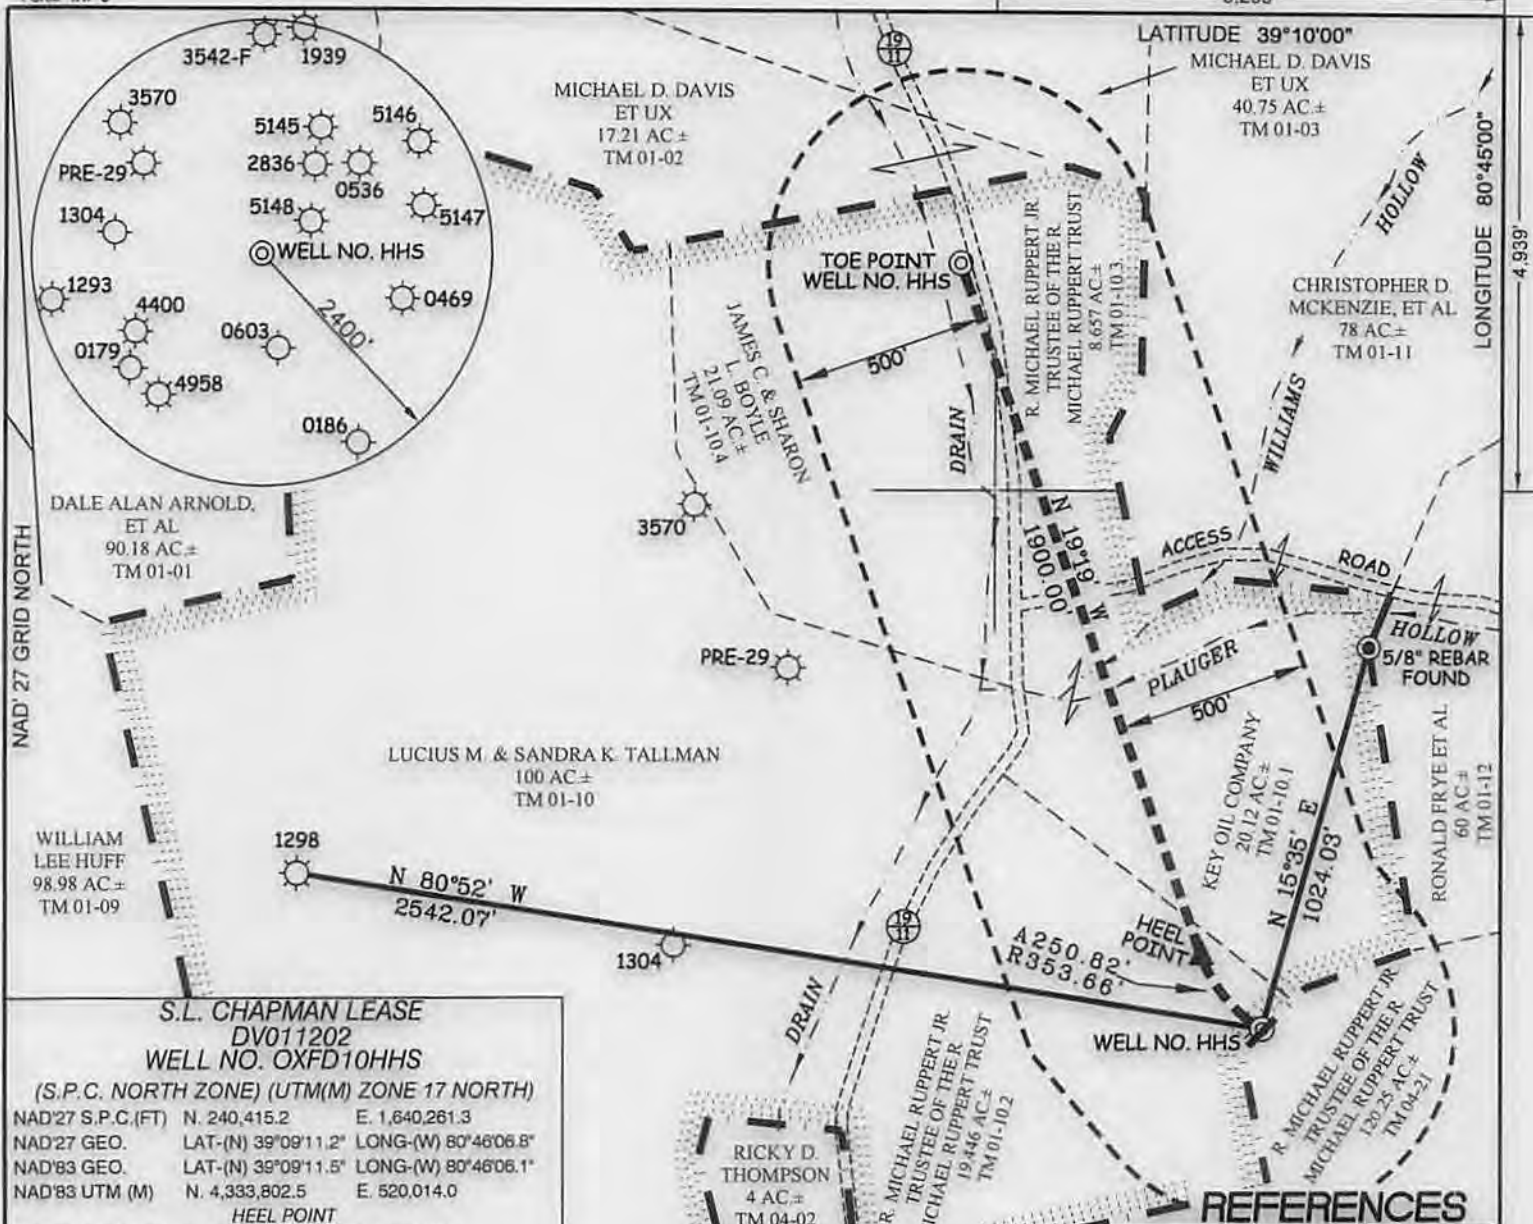 LATITUDE 39°10'00"
MICHAEL D. DAVIS
ET UX
40.75 AC.±
TM 01-03
3542-F
1939
3570
5145
5146
PRE-29
2836
0536
1304
5148
5147
WELL NO. HHS
1293
4400
0469
0603
2400'
0179
4958
0186
MICHAEL D. DAVIS
ET UX
17.21 AC.±
TM 01-02
19
11
TOE POINT
WELL NO. HHS
500'
JAMES C. & SHARON
L. BOYLE
21.09 AC.±
TM 01-10.4
R. MICHAEL RUPPERT JR.
TRUSTEE OF THE R.
MICHAEL RUPPERT TRUST
8.657 AC.±
TM 01-10.3
WILLIAMS
HOLLOW
CHRISTOPHER D.
MCKENZIE, ET AL
78 AC.±
TM 01-11
LONGITUDE 80°45'00"
4,939'
DRAIN
DALE ALAN ARNOLD,
ET AL
90.18 AC.±
TM 01-01
NAD' 27 GRID NORTH
3570
N 19°19' W
1900.00
ACCESS
ROAD
PLAUGER
HOLLOW
5/8" REBAR
FOUND
PRE-29
500'
LUCIUS M. & SANDRA K. TALLMAN
100 AC.±
TM 01-10
KEY OIL COMPANY
20.12 AC.±
TM 01-10.1
N 15°35' E
1024.03'
RONALD FRYE ET AL
60 AC.±
TM 01-12
WILLIAM
LEE HUFF
98.98 AC.±
TM 01-09
1298
N 80°52' W
2542.07'
1304
19
11
A250.82'
R353.66'
HEEL
POINT
DRAIN
WELL NO. HHS
R. MICHAEL RUPPERT JR.
TRUSTEE OF THE R.
MICHAEL RUPPERT TRUST
19.446 AC.±
TM 01-10.2
R. MICHAEL RUPPERT JR
TRUSTEE OF THE R
MICHAEL RUPPERT TRUST
120.25 AC.±
TM 04-21
RICKY D.
THOMPSON
4 AC.±
TM 04-02
S.L. CHAPMAN LEASE
DV011202
WELL NO. OXFD10HHS
(S.P.C. NORTH ZONE) (UTM(M) ZONE 17 NORTH)
NAD'27 S.P.C.(FT) N. 240,415.2 E. 1,640,261.3
NAD'27 GEO. LAT-(N) 39°09'11.2" LONG-(W) 80°46'06.8"
NAD'83 GEO. LAT-(N) 39°09'11.5" LONG-(W) 80°46'06.1"
NAD'83 UTM (M) N. 4,333,802.5 E. 520,014.0
HEEL POINT
REFERENCES